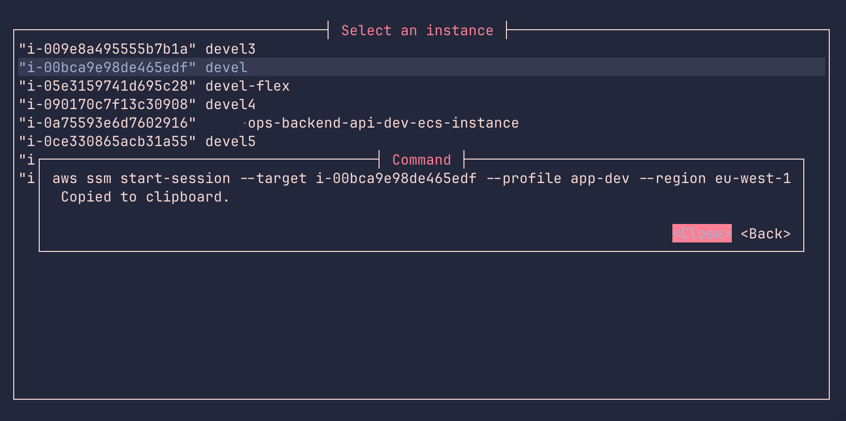 Select an instance
"i-009e8a495555b7b1a" devel3
"i-00bca9e98de465edf" devel
"i-05e3159741d695c28" devel-flex
"i-090170c7f13c30908" devel4
"i-0a75593e6d7602916" ops-backend-api-dev-ecs-instance
"i-0ce330865acb31a55" devel5
"i
"i
Command
aws ssm start-session --target i-00bca9e98de465edf --profile app-dev --region eu-west-1
Copied to clipboard.
<Close> <Back>